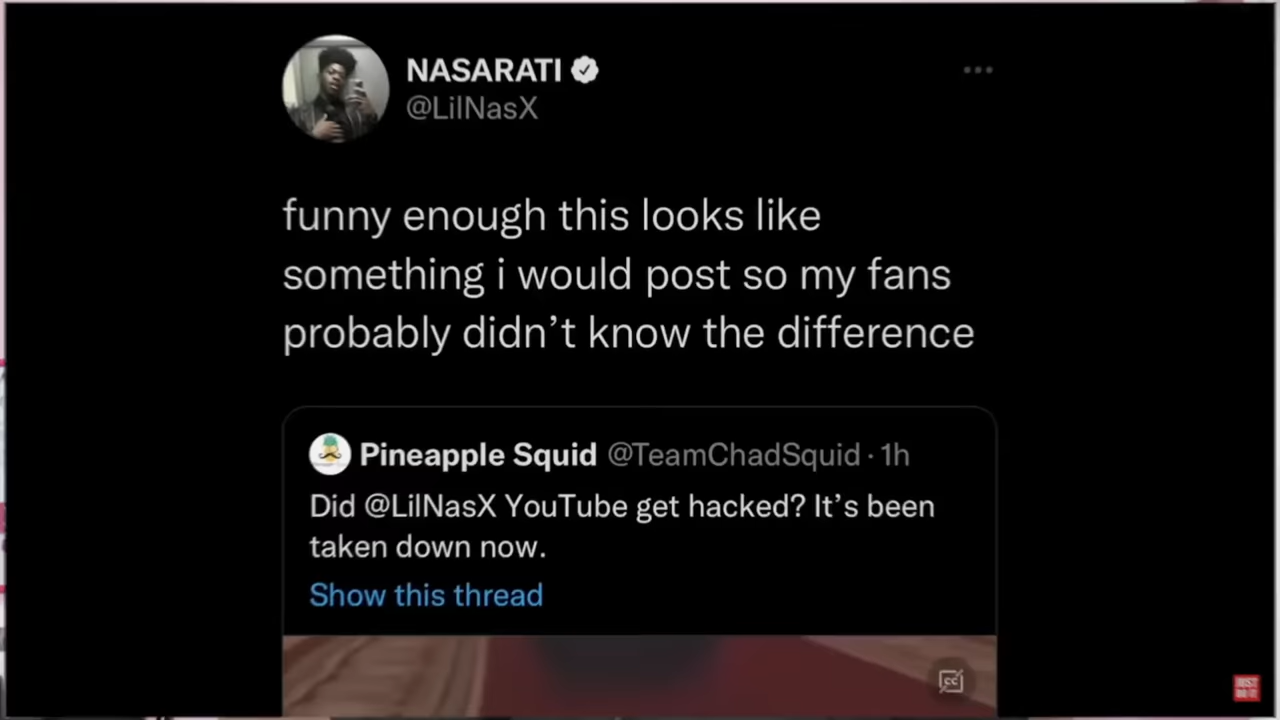 NASARATI
@LilNasX
funny enough this looks like
something i would post so my fans
probably didn’t know the difference
Pineapple Squid @TeamChadSquid · 1h
Did @LilNasX YouTube get hacked? It’s been
taken down now.
Show this thread
cc